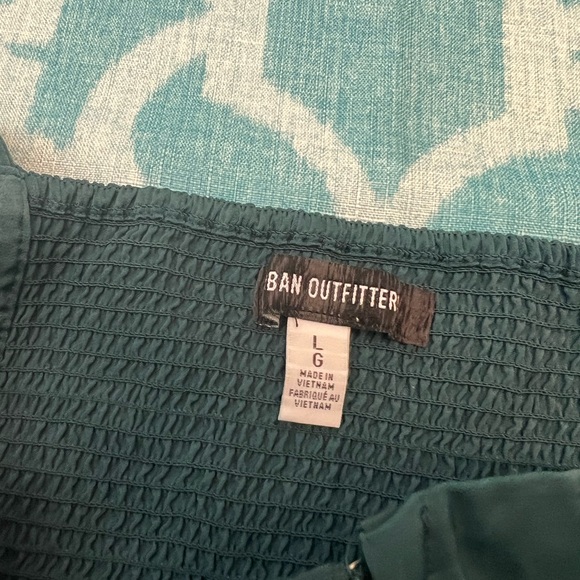 BAN OUTFITTER
L
G
MADE IN
VIETNAM
FABRIQUÉ AU
VIETNAM